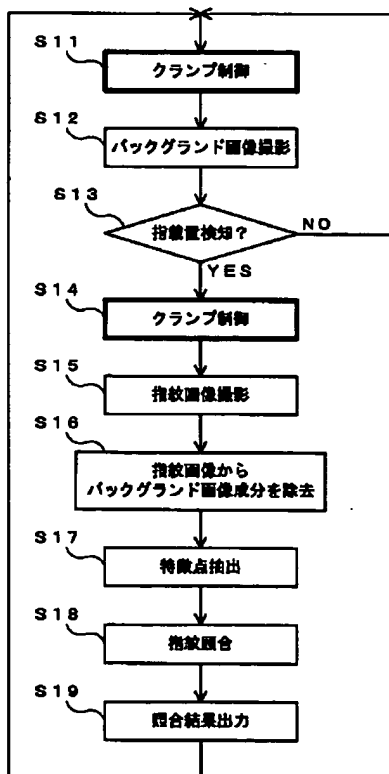 S11
クランプ制御
S12
バックグランド画像撮影
S13
指載置検知?
NO
YES
S14
クランプ制御
S15
指紋画像撮影
S16
指紋画像から
バックグランド画像成分を除去
S17
特徴点抽出
S18
指紋照合
S19
照合結果出力